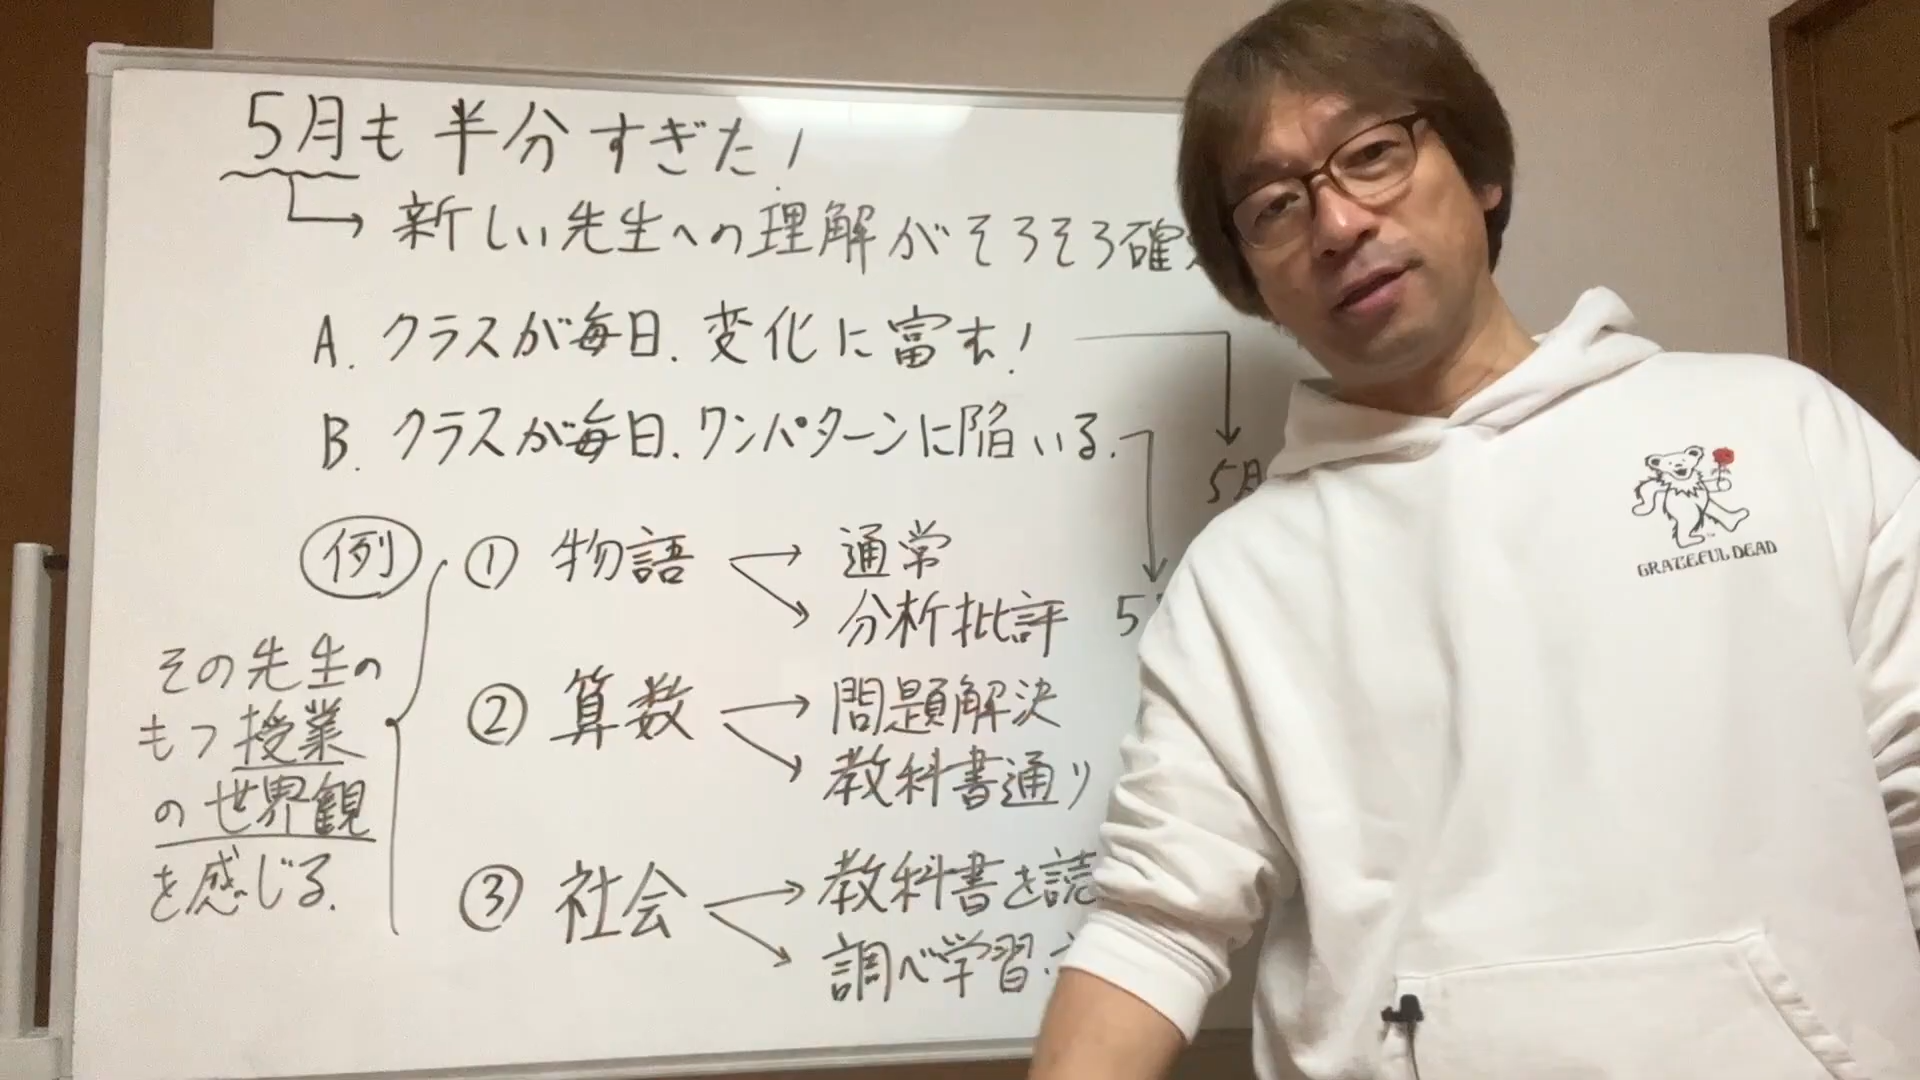 5月も半分すぎた!
新しい先生への理解がそろそろ確
A. クラスが毎日、変化に富む!
B. クラスが毎日、ワンパターンに陥いる。
5月
5
例
① 物語
通常
分析批評
② 算数
問題解決
教科書通り
③ 社会
教科書を読
調べ学習
その先生の
もつ授業
の世界観
を感じる。
GRATEFUL DEAD